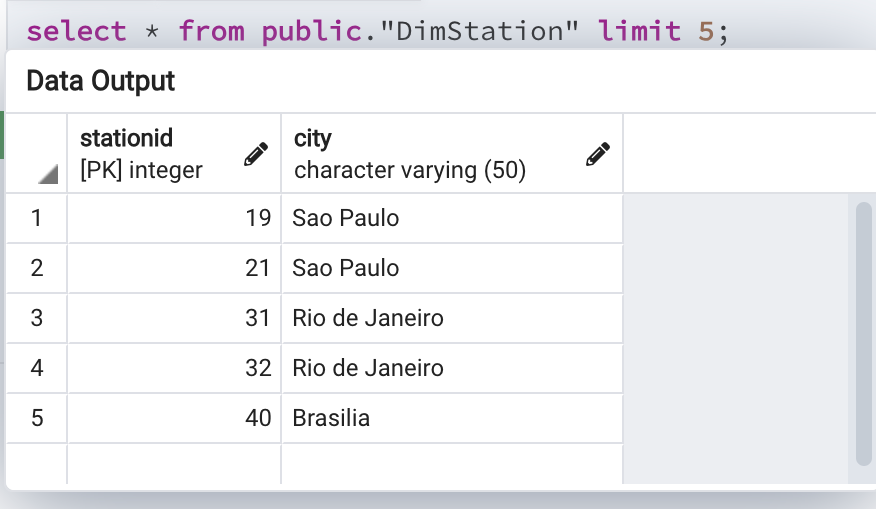 select * from public."DimStation" limit 5;
Data Output
stationid city
[PK] integer character varying (50)
1 19 Sao Paulo
2 21 Sao Paulo
3 31 Rio de Janeiro
4 32 Rio de Janeiro
5 40 Brasilia